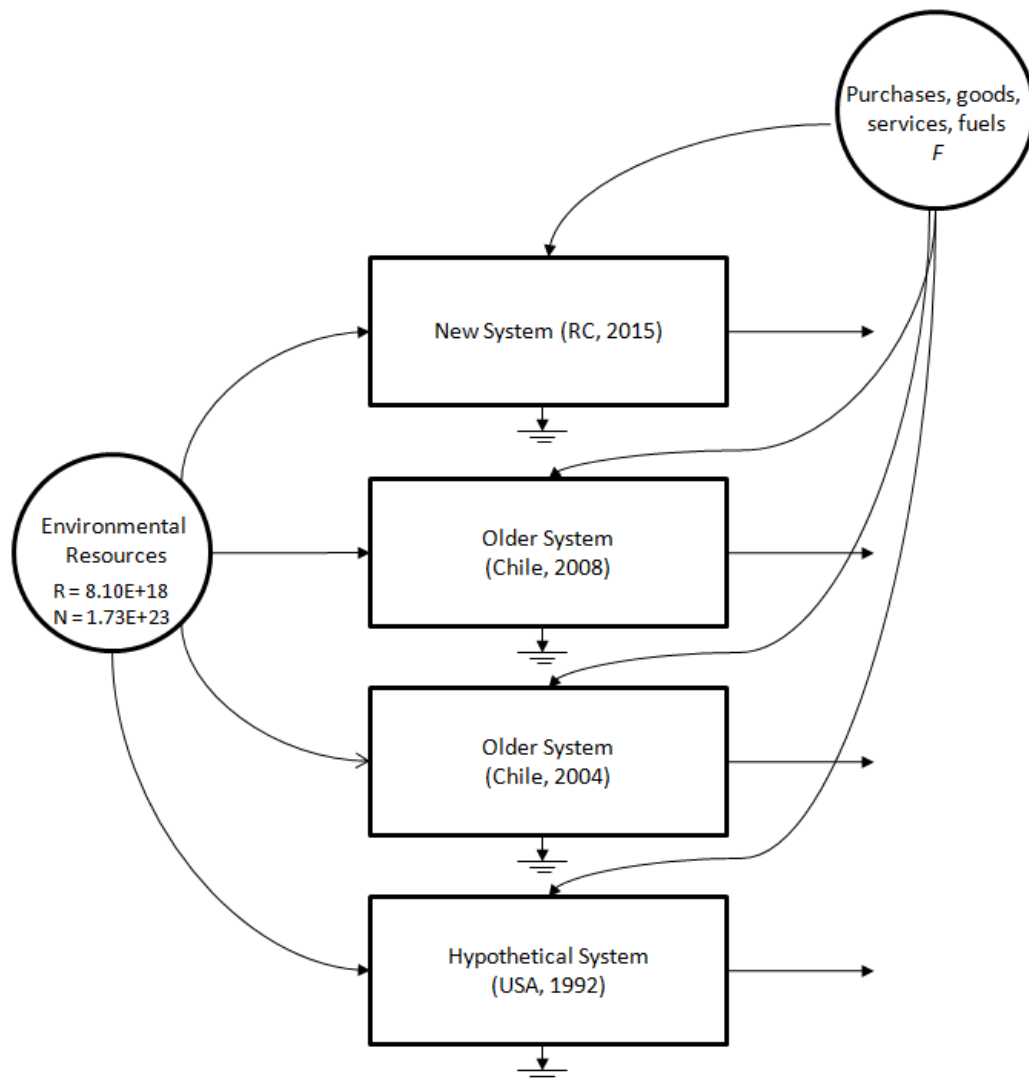 Purchases, goods,
services, fuels
F
New System (RC, 2015)
Environmental
Resources
R = 8.10E+18
N = 1.73E+23
Older System
(Chile, 2008)
Older System
(Chile, 2004)
Hypothetical System
(USA, 1992)